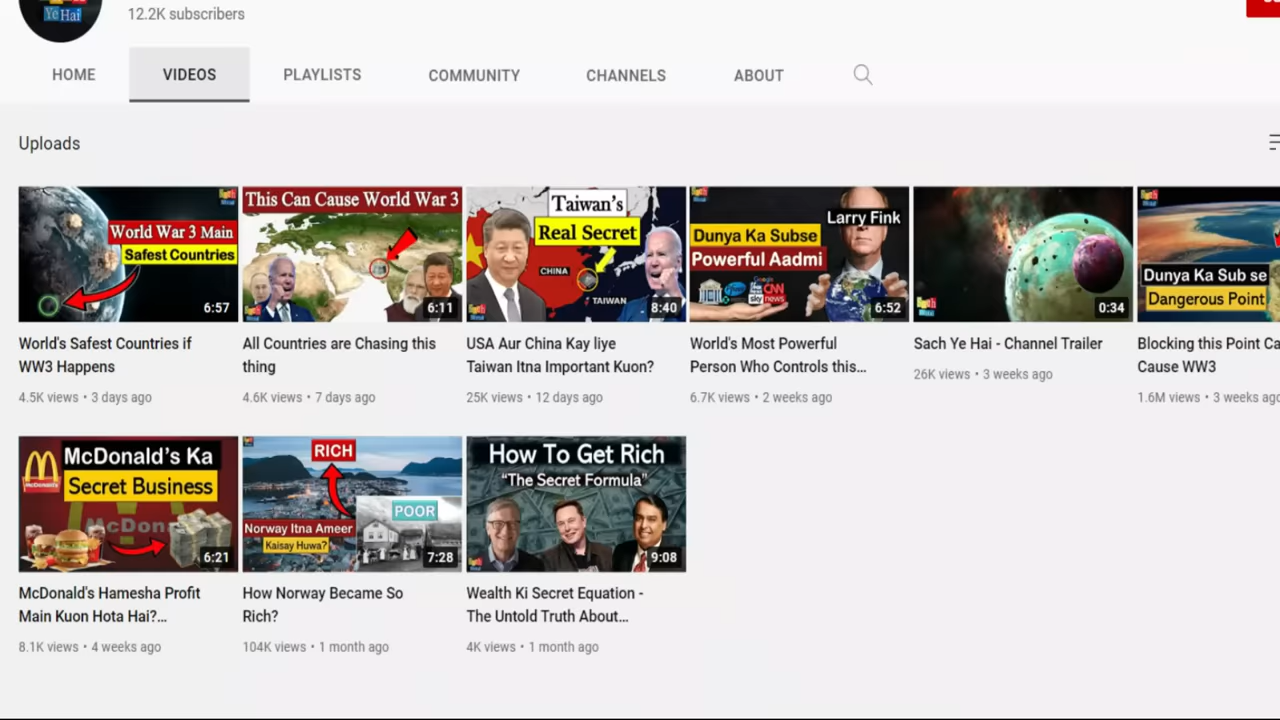 Ye Hai
12.2K subscribers
HOME VIDEOS PLAYLISTS COMMUNITY CHANNELS ABOUT
Uploads
World War 3 Main
Safest Countries
6:57
This Can Cause World War 3
6:11
Taiwan's
Real Secret
CHINA
TAIWAN
8:40
Larry Fink
Dunya Ka Subse
Powerful Aadmi
Google
CNN
sky news
6:52
0:34
Dunya Ka Sub se
Dangerous Point
World's Safest Countries if
WW3 Happens
4.5K views • 3 days ago
All Countries are Chasing this
thing
4.6K views • 7 days ago
USA Aur China Kay liye
Taiwan Itna Important Kuon?
25K views • 12 days ago
World's Most Powerful
Person Who Controls this...
6.7K views • 2 weeks ago
Sach Ye Hai - Channel Trailer
26K views • 3 weeks ago
Blocking this Point Ca
Cause WW3
1.6M views • 3 weeks ago
McDonald's Ka
Secret Business
McDonald's
McDona
6:21
RICH
POOR
Norway Itna Ameer
Kaisay Huwa?
7:28
How To Get Rich
"The Secret Formula"
9:08
McDonald's Hamesha Profit
Main Kuon Hota Hai?...
8.1K views • 4 weeks ago
How Norway Became So
Rich?
104K views • 1 month ago
Wealth Ki Secret Equation -
The Untold Truth About...
4K views • 1 month ago